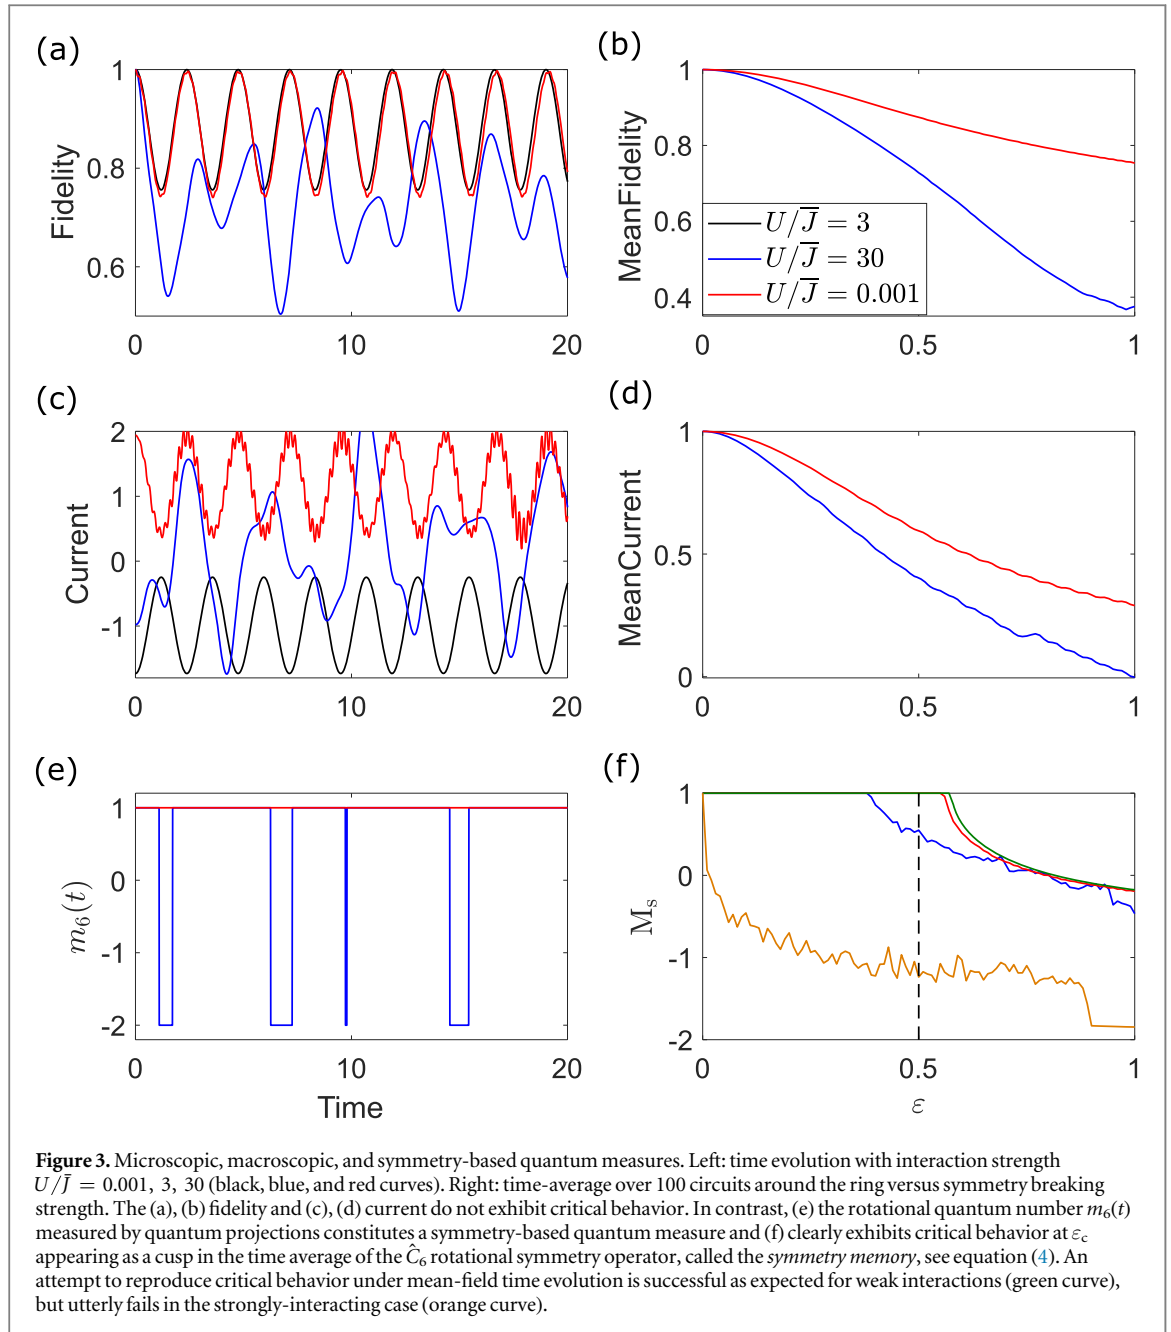 (a)
(b)
1
0.8
0.6
Fidelity
0
10
20
1
0.8
0.6
0.4
MeanFidelity
U/J̅ = 3
U/J̅ = 30
U/J̅ = 0.001
0
0.5
1
(c)
(d)
2
1
0
-1
Current
0
10
20
1
0.5
0
MeanCurrent
0
0.5
1
(e)
(f)
1
0
-1
-2
m₆(t)
0
10
20
Time
1
0
-1
-2
Mₛ
0
0.5
1
ε
Figure 3. Microscopic, macroscopic, and symmetry-based quantum measures. Left: time evolution with interaction strength
U/J̄ = 0.001, 3, 30 (black, blue, and red curves). Right: time-average over 100 circuits around the ring versus symmetry breaking
strength. The (a), (b) fidelity and (c), (d) current do not exhibit critical behavior. In contrast, (e) the rotational quantum number m₆(t)
measured by quantum projections constitutes a symmetry-based quantum measure and (f) clearly exhibits critical behavior at ε_c
appearing as a cusp in the time average of the Ĉ₆ rotational symmetry operator, called the symmetry memory, see equation (4). An
attempt to reproduce critical behavior under mean-field time evolution is successful as expected for weak interactions (green curve),
but utterly fails in the strongly-interacting case (orange curve).